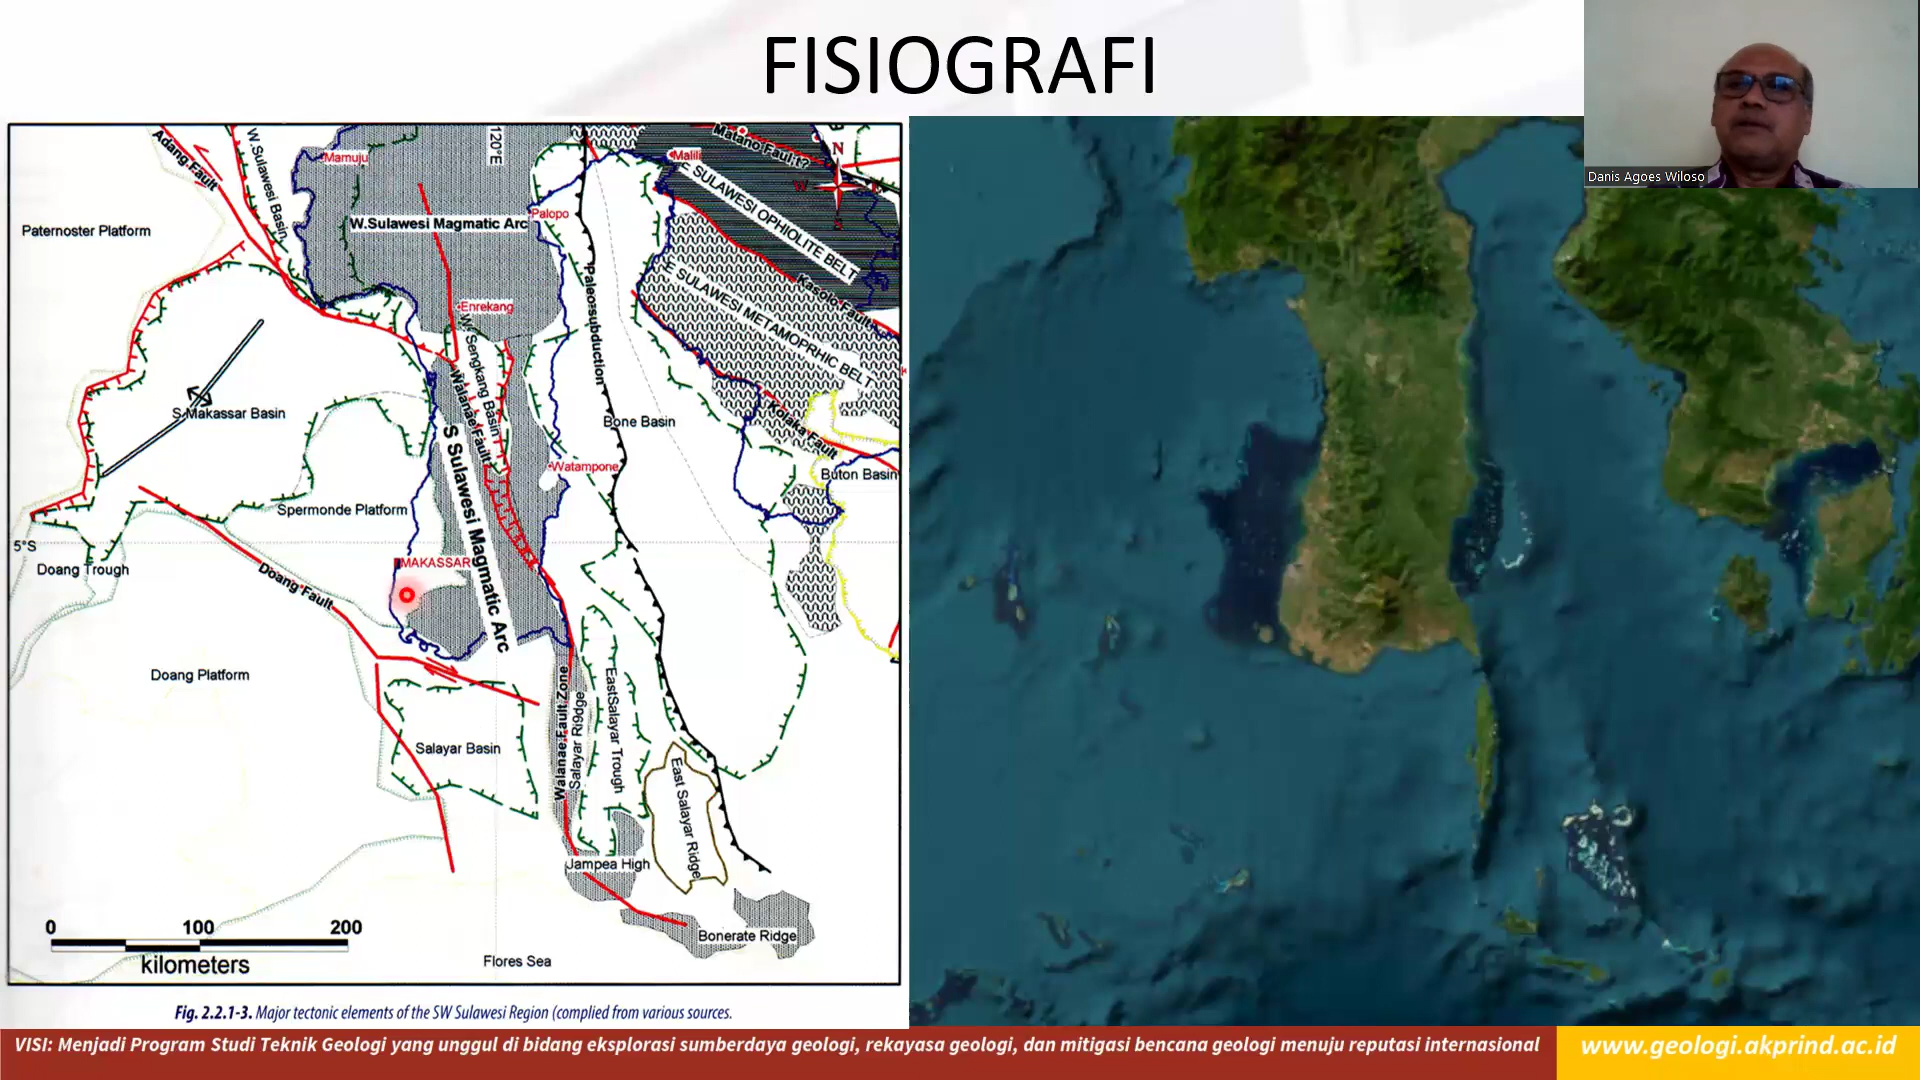 FISIOGRAFI
Danis Agoes Wiloso
Adang Fault
W.Sulawesi Basin
Mamuju
120°E
Matano Fault?
Malili
N
W
Paternoster Platform
W.Sulawesi Magmatic Arc
Palopo
SULAWESI OPHIOLITE BELT
Paleosubduction
E SULAWESI METAMOPRHIC BELT
Kasolo Fault
Enrekang
W. Sengkang Basin
Walanae Fault
S Makassar Basin
Bone Basin
Kolaka Fault
Watampone
Buton Basin
S Sulawesi Magmatic Arc
Spermonde Platform
5°S
Doang Trough
MAKASSAR
Doang Fault
Doang Platform
Walanae Fault Zone
Salayar Ridge
EastSalayar Trough
Salayar Basin
East Salayar Ridge
Jampea High
0 100 200
kilometers
Bonerate Ridge
Flores Sea
Fig. 2.2.1-3. Major tectonic elements of the SW Sulawesi Region (complied from various sources.
VISI: Menjadi Program Studi Teknik Geologi yang unggul di bidang eksplorasi sumberdaya geologi, rekayasa geologi, dan mitigasi bencana geologi menuju reputasi internasional
www.geologi.akprind.ac.id